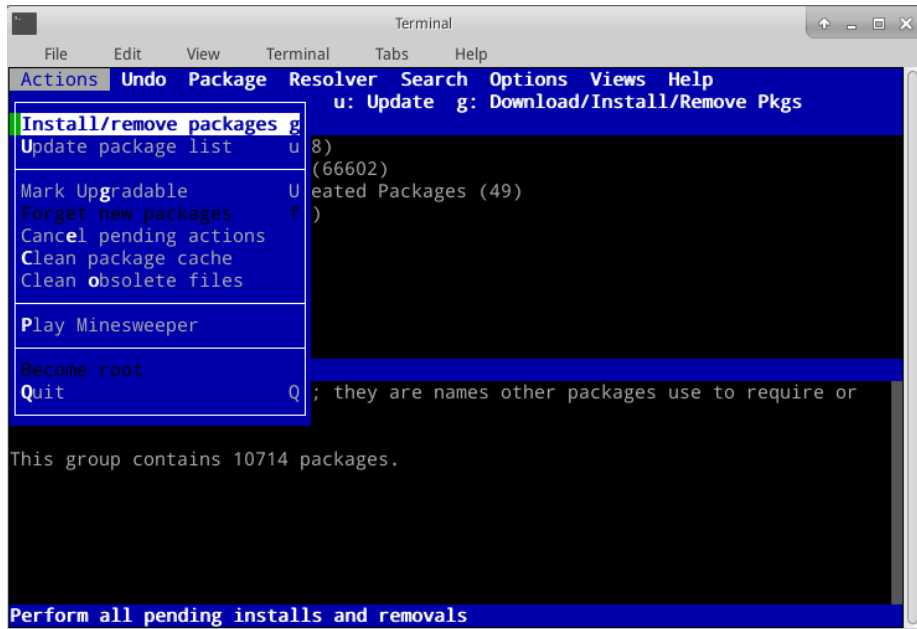 Terminal
File Edit View Terminal Tabs Help
Actions Undo Package Resolver Search Options Views Help
u: Update g: Download/Install/Remove Pkgs
Install/remove packages g
Update package list u 8)
(66602)
Mark Upgradable U eated Packages (49)
Forget new packages f )
Cancel pending actions
Clean package cache
Clean obsolete files
Play Minesweeper
Become root
Quit Q ; they are names other packages use to require or
This group contains 10714 packages.
Perform all pending installs and removals